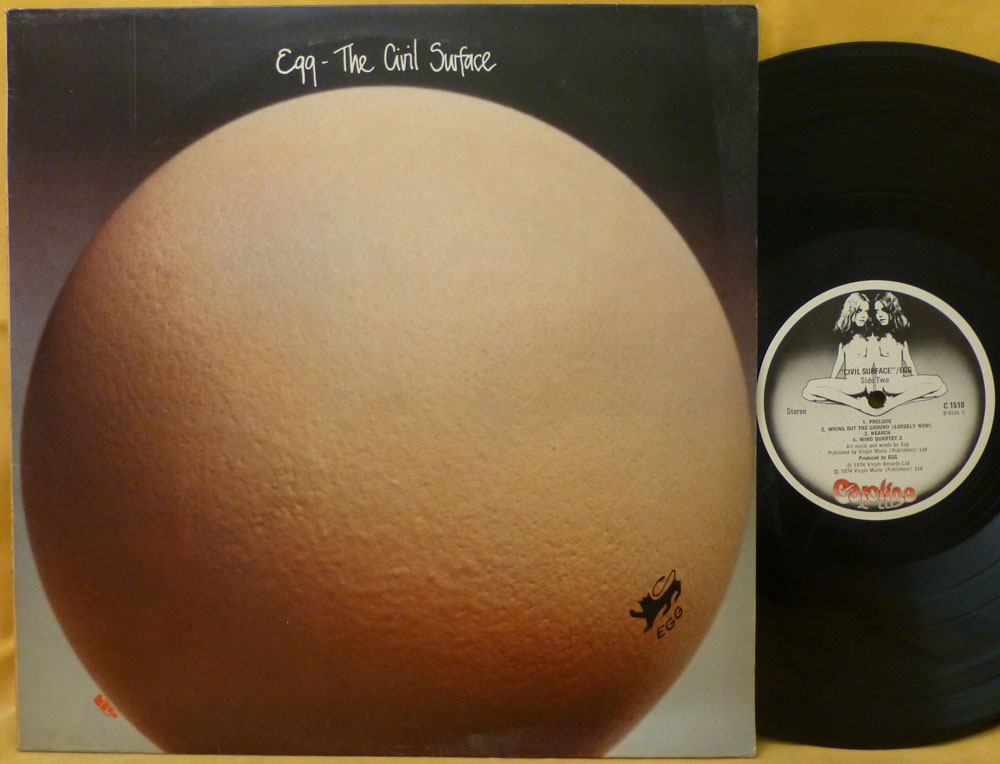 Egg - The Civil Surface
EGG
"CIVIL SURFACE"/EGG
Side Two
Stereo
C 1510
1. PRELUDE
2. WRING OUT THE GROUND (LOOSELY NOW)
3. NEARCH
4. WIND QUARTET 2
All music and words by Egg
Published by Virgin Music (Publishers) Ltd
Produced by EGG
℗ 1974 Virgin Records Ltd
© 1974 Virgin Music (Publishers) Ltd
Caroline